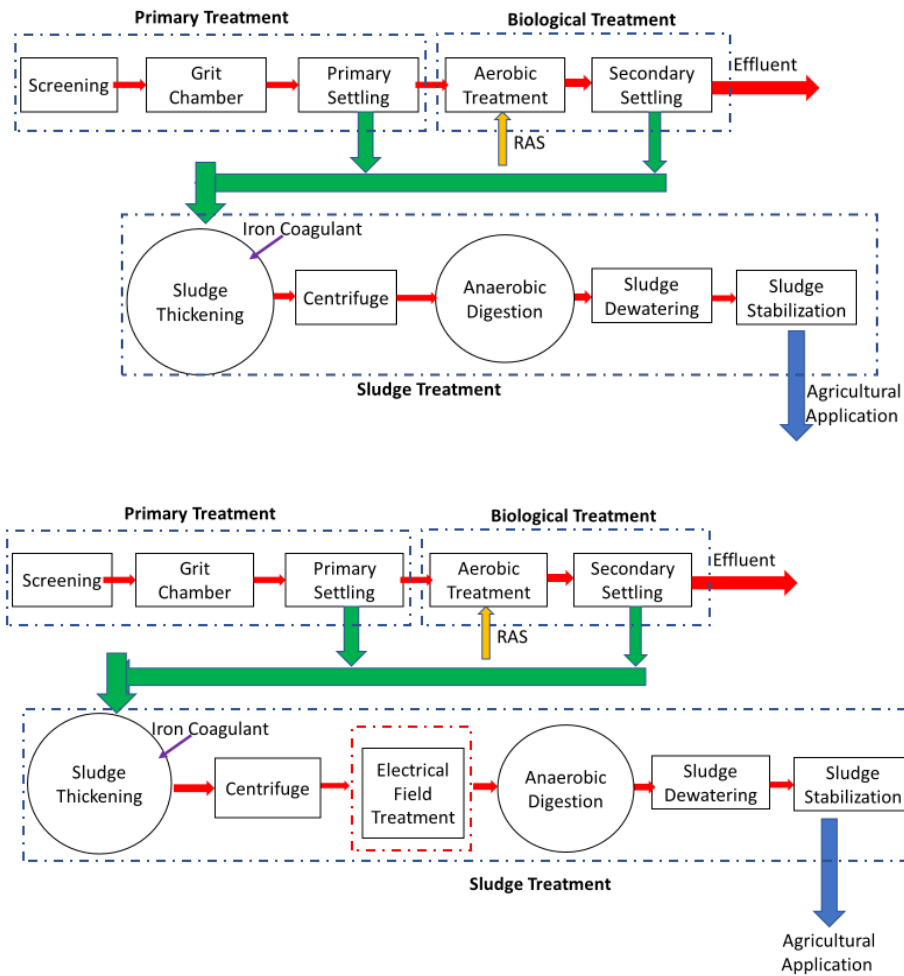 Primary Treatment
Biological Treatment
Screening
Grit
Chamber
Primary
Settling
Aerobic
Treatment
Secondary
Settling
Effluent
RAS
Iron Coagulant
Sludge
Thickening
Centrifuge
Anaerobic
Digestion
Sludge
Dewatering
Sludge
Stabilization
Sludge Treatment
Agricultural
Application
Primary Treatment
Biological Treatment
Screening
Grit
Chamber
Primary
Settling
Aerobic
Treatment
Secondary
Settling
Effluent
RAS
Iron Coagulant
Sludge
Thickening
Centrifuge
Electrical
Field
Treatment
Anaerobic
Digestion
Sludge
Dewatering
Sludge
Stabilization
Sludge Treatment
Agricultural
Application